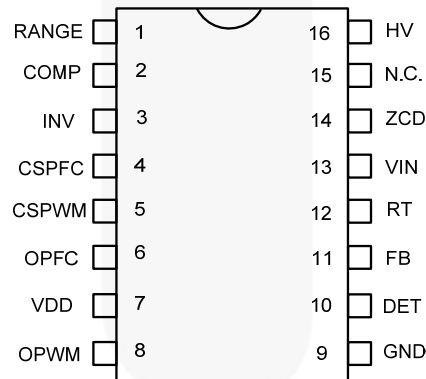 RANGE 1 16 HV
COMP 2 15 N.C.
INV 3 14 ZCD
CSPFC 4 13 VIN
CSPWM 5 12 RT
OPFC 6 11 FB
VDD 7 10 DET
OPWM 8 9 GND